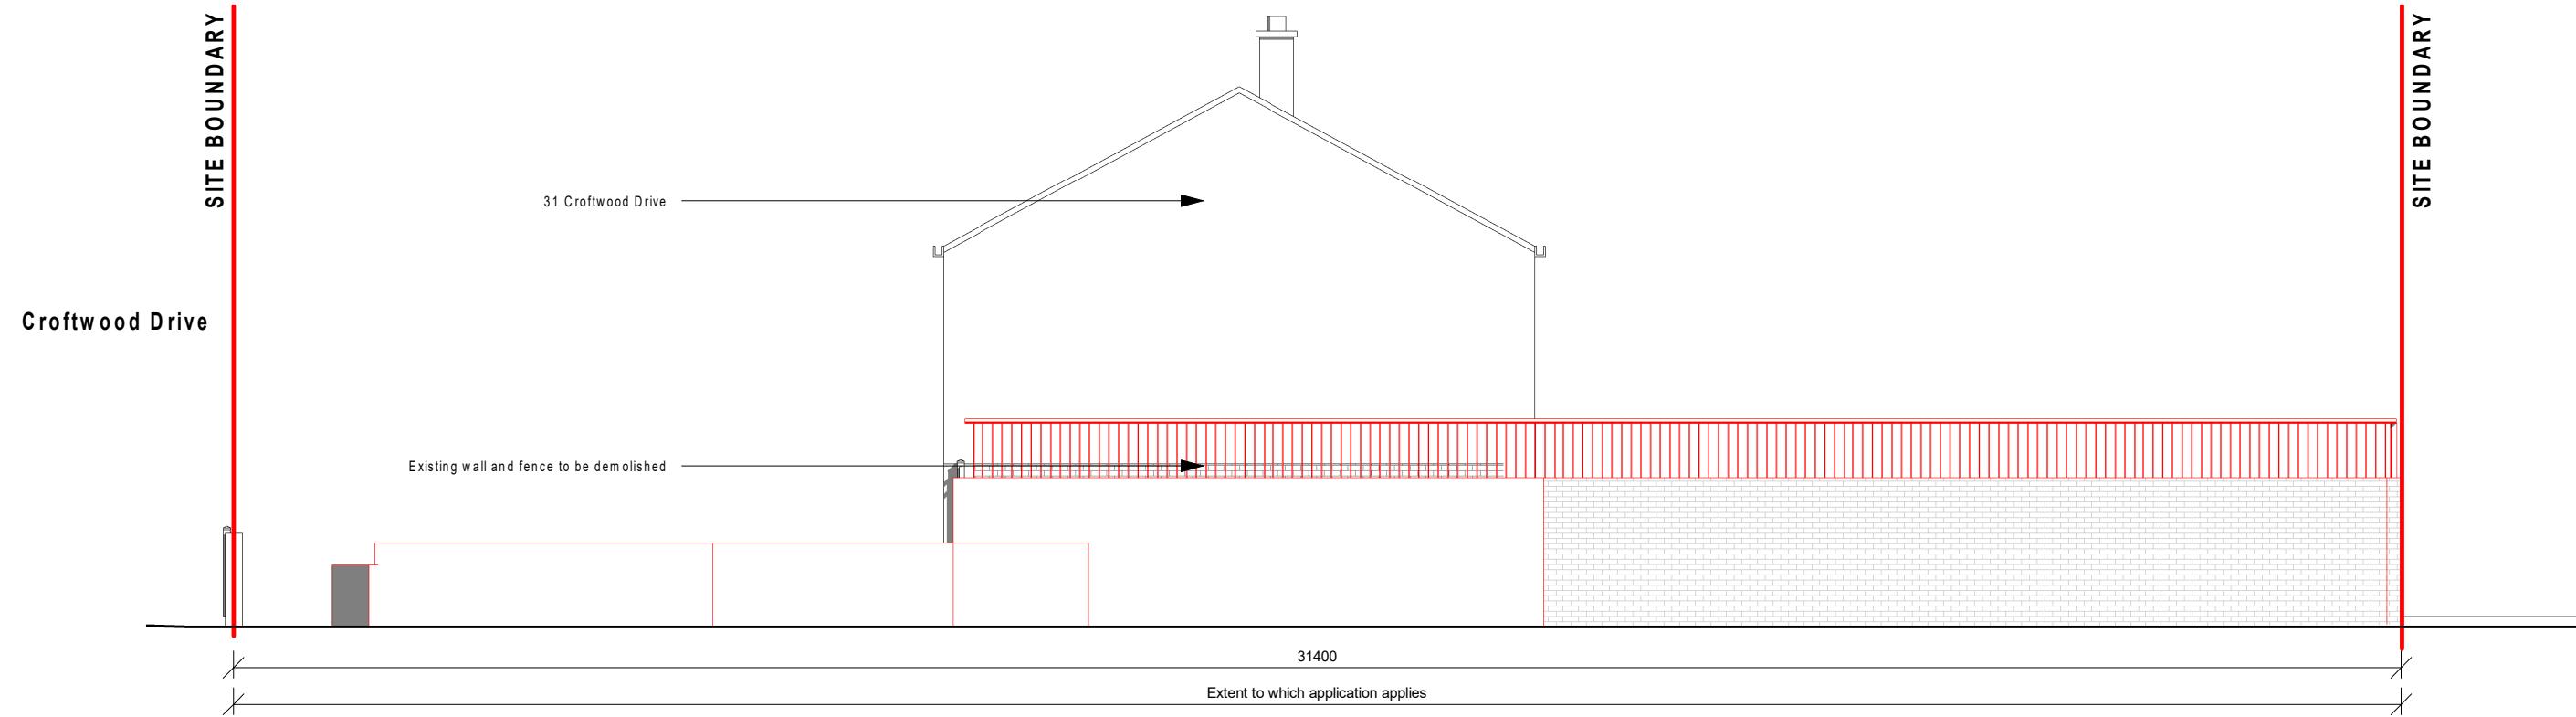 SITE BOUNDARY
SITE BOUNDARY
31 Croftwood Drive
Croftwood Drive
Existing wall and fence to be demolished
31400
Extent to which application applies